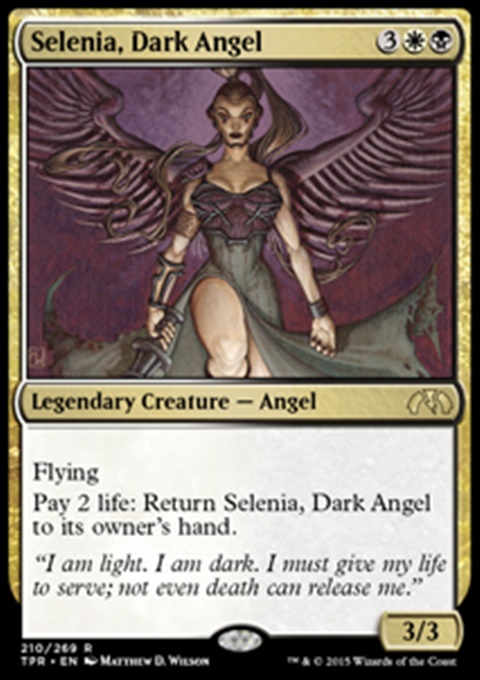 Selenia, Dark Angel 3
Legendary Creature — Angel
Flying
Pay 2 life: Return Selenia, Dark Angel
to its owner's hand.
“I am light. I am dark. I must give my life
to serve; not even death can release me.”
3/3
210/269 R
TPR • EN Matthew D. Wilson
™ & © 2015 Wizards of the Coast